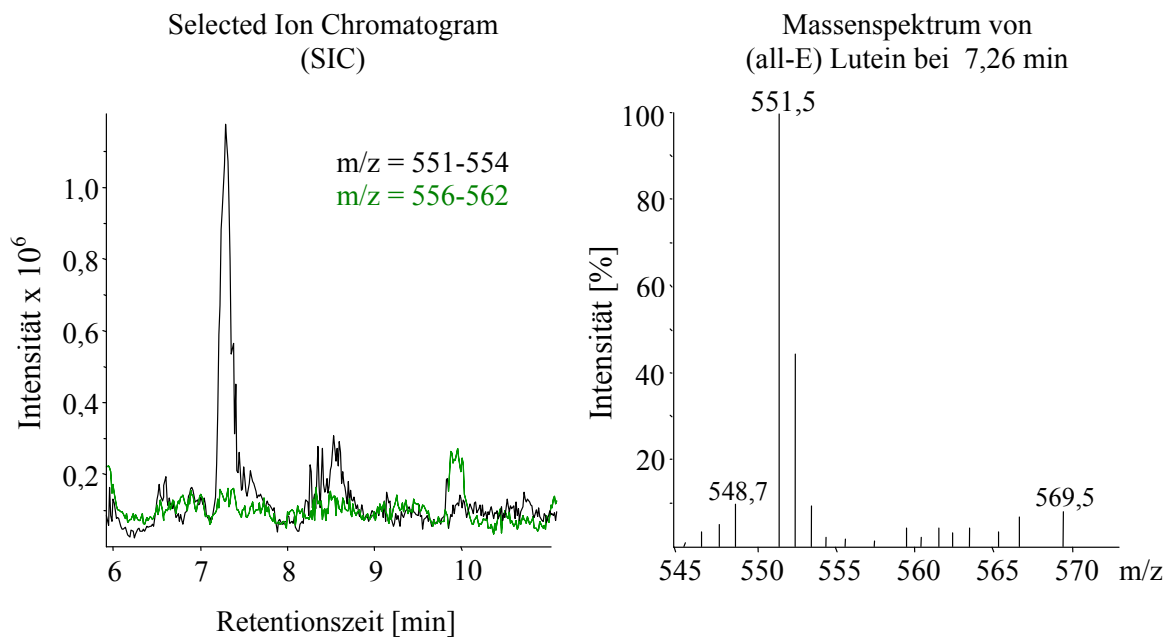 Selected Ion Chromatogram
(SIC)
m/z = 551-554
m/z = 556-562
Intensität x 10⁶
1,0
0,8
0,6
0,4
0,2
6 7 8 9 10
Retentionszeit [min]
Massenspektrum von
(all-E) Lutein bei 7,26 min
551,5
548,7
569,5
Intensität [%]
100
80
60
40
20
545 550 555 560 565 570 m/z